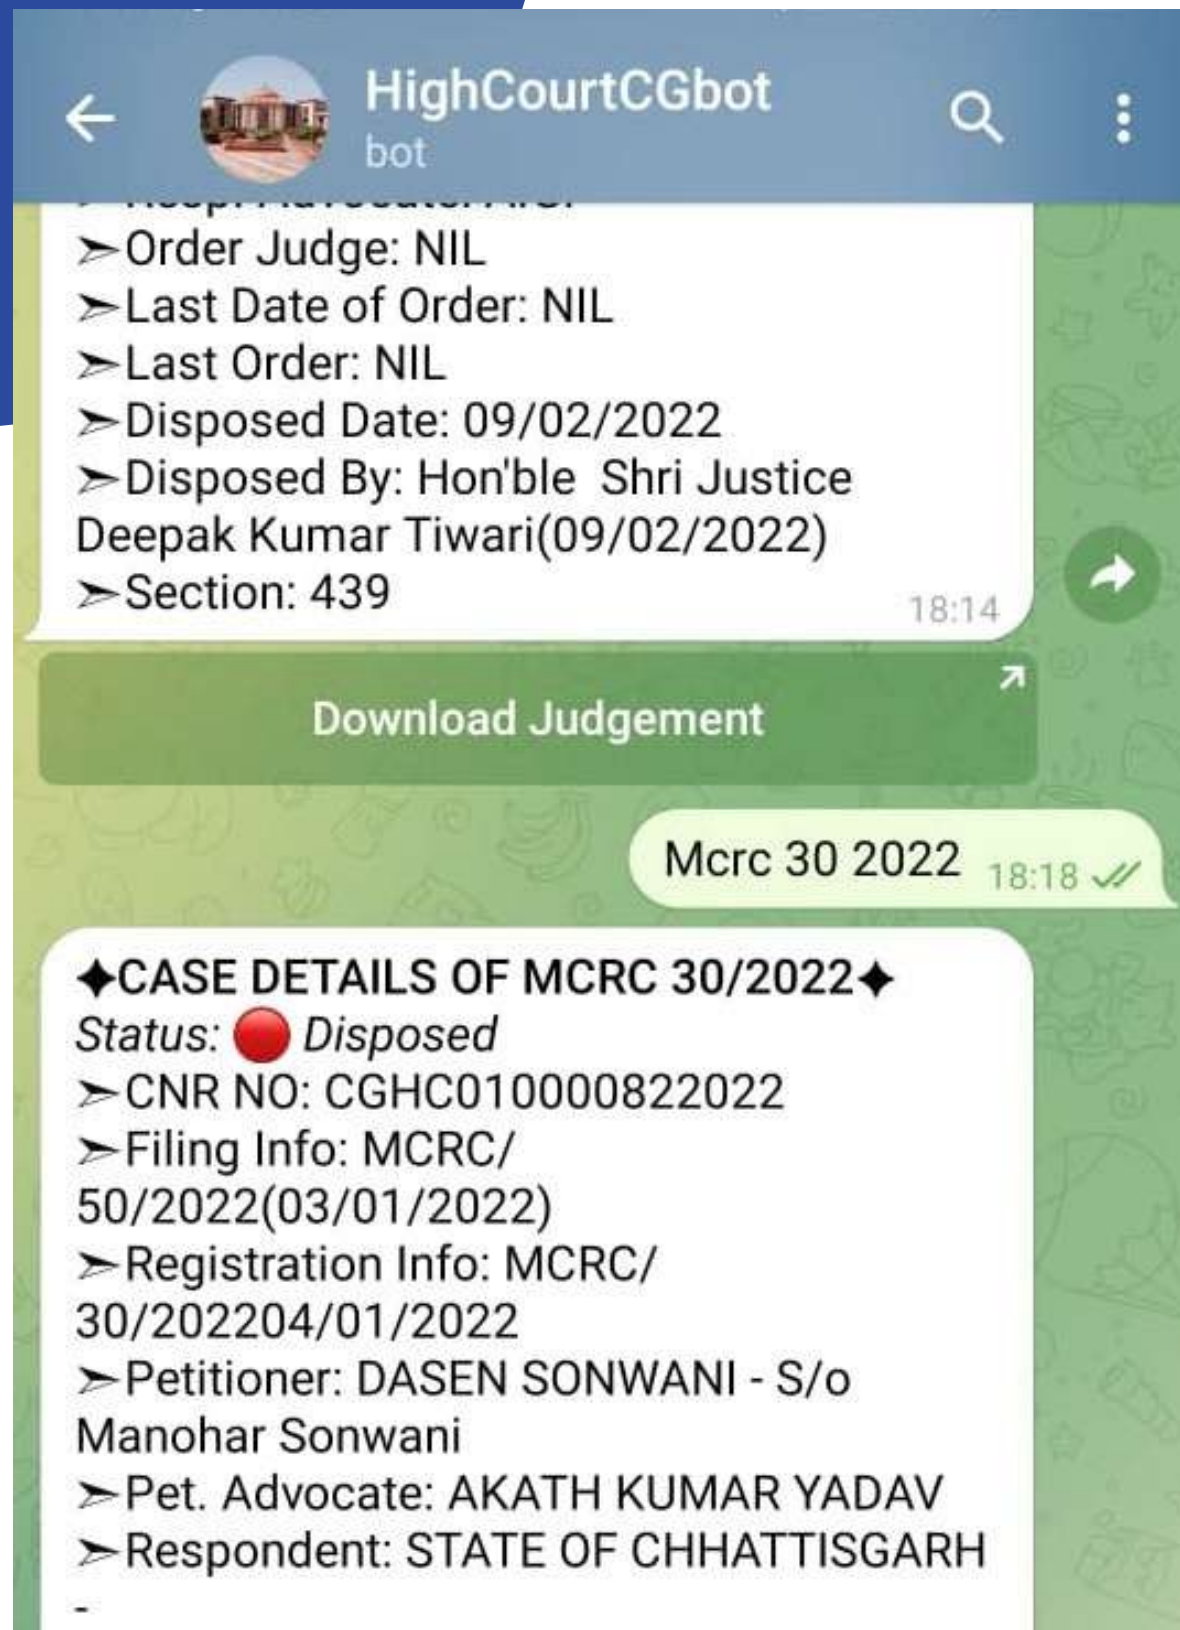 HighCourtCGbot
bot
➤Order Judge: NIL
➤Last Date of Order: NIL
➤Last Order: NIL
➤Disposed Date: 09/02/2022
➤Disposed By: Hon'ble  Shri Justice
Deepak Kumar Tiwari(09/02/2022)
➤Section: 439
18:14
Download Judgement
Mcrc 30 2022 18:18
✦CASE DETAILS OF MCRC 30/2022✦
Status: 🔴 Disposed
➤CNR NO: CGHC010000822022
➤Filing Info: MCRC/
50/2022(03/01/2022)
➤Registration Info: MCRC/
30/202204/01/2022
➤Petitioner: DASEN SONWANI - S/o
Manohar Sonwani
➤Pet. Advocate: AKATH KUMAR YADAV
➤Respondent: STATE OF CHHATTISGARH
-